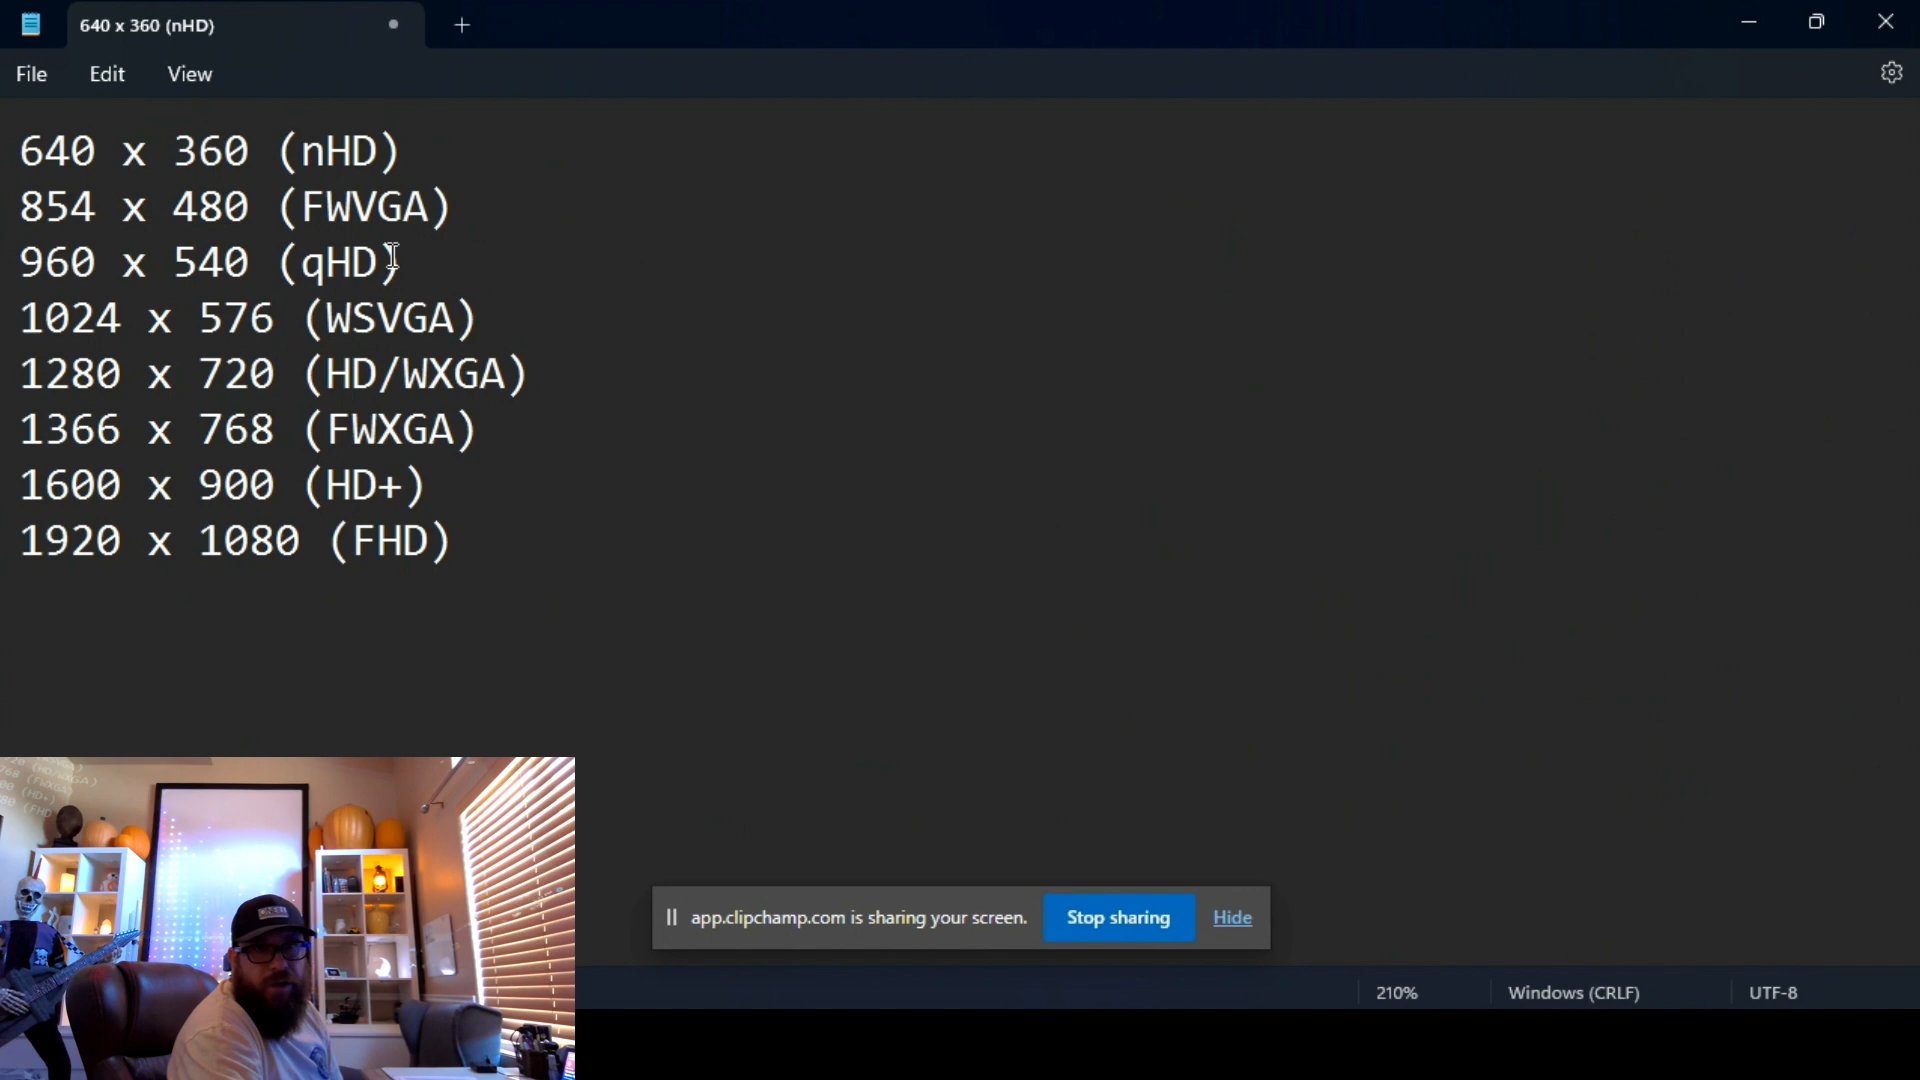 640 x 360 (nHD)
File Edit View
640 x 360 (nHD)
854 x 480 (FWVGA)
960 x 540 (qHD)
1024 x 576 (WSVGA)
1280 x 720 (HD/WXGA)
1366 x 768 (FWXGA)
1600 x 900 (HD+)
1920 x 1080 (FHD)
app.clipchamp.com is sharing your screen. Stop sharing Hide
210% Windows (CRLF) UTF-8